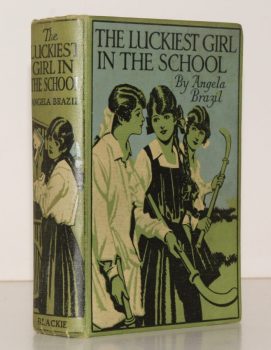 The
LUCKIEST
GIRL IN
THE SCHOOL
ANGELA BRAZIL
BLACKIE
THE LUCKIEST GIRL
IN THE SCHOOL
By Angela
Brazil